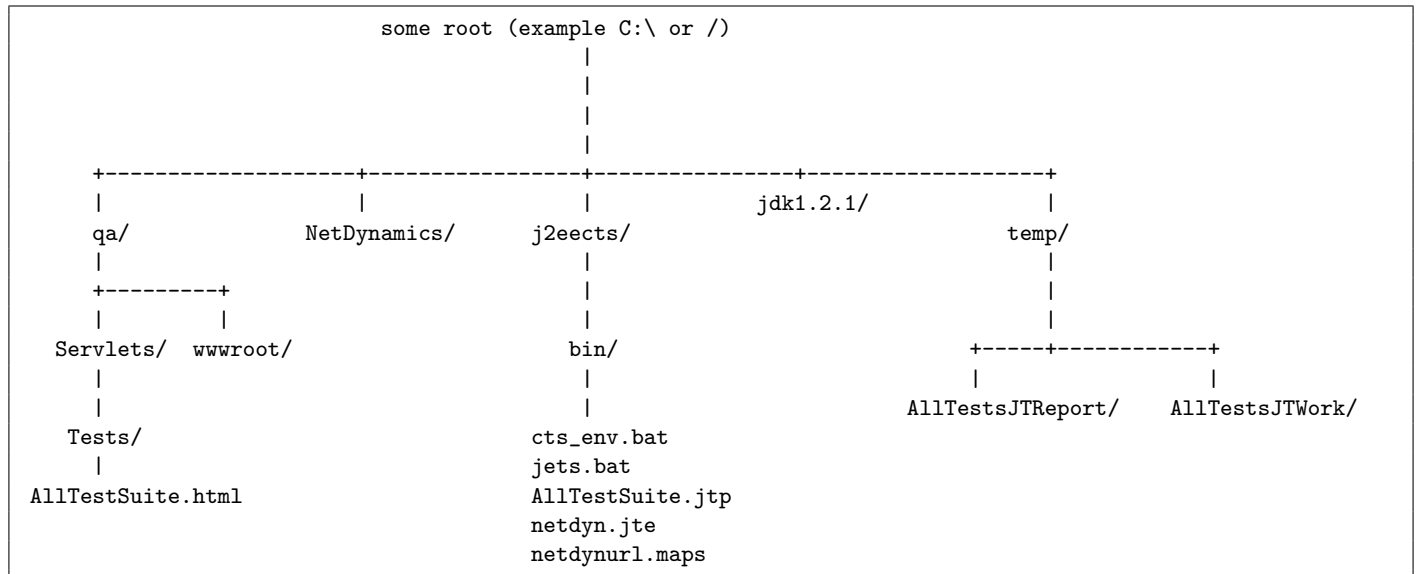 some root (example C:\ or /)
jdk1.2.1/
qa/ NetDynamics/ j2eects/ temp/
Servlets/ wwwroot/ bin/
AllTestsJTReport/ AllTestsJTWork/
Tests/ cts_env.bat
jets.bat
AllTestSuite.html AllTestSuite.jtp
netdyn.jte
netdynurl.maps